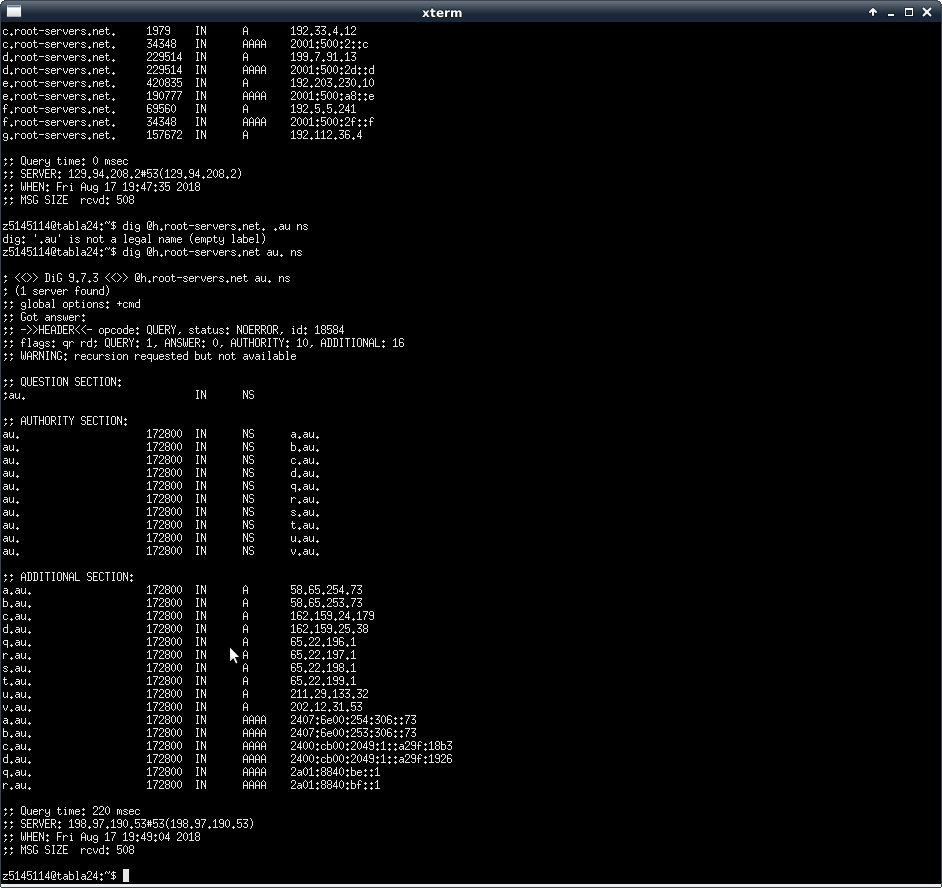 xterm
c.root-servers.net. 1979 IN A 192.33.4.12
c.root-servers.net. 34348 IN AAAA 2001:500:2::c
d.root-servers.net. 229514 IN A 199.7.91.13
d.root-servers.net. 229514 IN AAAA 2001:500:2d::d
e.root-servers.net. 420835 IN A 192.203.230.10
e.root-servers.net. 190777 IN AAAA 2001:500:a8::e
f.root-servers.net. 69560 IN A 192.5.5.241
f.root-servers.net. 34348 IN AAAA 2001:500:2f::f
g.root-servers.net. 157672 IN A 192.112.36.4
;; Query time: 0 msec
;; SERVER: 129.94.208.2#53(129.94.208.2)
;; WHEN: Fri Aug 17 19:47:35 2018
;; MSG SIZE rcvd: 508
z5145114@tabla24:~$ dig @h.root-servers.net. .au ns
dig: '.au' is not a legal name (empty label)
z5145114@tabla24:~$ dig @h.root-servers.net au. ns
; <<>> DiG 9.7.3 <<>> @h.root-servers.net au. ns
; (1 server found)
;; global options: +cmd
;; Got answer:
;; ->>HEADER<<- opcode: QUERY, status: NOERROR, id: 18584
;; flags: qr rd; QUERY: 1, ANSWER: 0, AUTHORITY: 10, ADDITIONAL: 16
;; WARNING: recursion requested but not available
;; QUESTION SECTION:
;au. IN NS
;; AUTHORITY SECTION:
au. 172800 IN NS a.au.
au. 172800 IN NS b.au.
au. 172800 IN NS c.au.
au. 172800 IN NS d.au.
au. 172800 IN NS q.au.
au. 172800 IN NS r.au.
au. 172800 IN NS s.au.
au. 172800 IN NS t.au.
au. 172800 IN NS u.au.
au. 172800 IN NS v.au.
;; ADDITIONAL SECTION:
a.au. 172800 IN A 58.65.254.73
b.au. 172800 IN A 58.65.253.73
c.au. 172800 IN A 162.159.24.179
d.au. 172800 IN A 162.159.25.38
q.au. 172800 IN A 65.22.196.1
r.au. 172800 IN A 65.22.197.1
s.au. 172800 IN A 65.22.198.1
t.au. 172800 IN A 65.22.199.1
u.au. 172800 IN A 211.29.133.32
v.au. 172800 IN A 202.12.31.53
a.au. 172800 IN AAAA 2407:6e00:254:306::73
b.au. 172800 IN AAAA 2407:6e00:253:306::73
c.au. 172800 IN AAAA 2400:cb00:2049:1::a29f:18b3
d.au. 172800 IN AAAA 2400:cb00:2049:1::a29f:1926
q.au. 172800 IN AAAA 2a01:8840:be::1
r.au. 172800 IN AAAA 2a01:8840:bf::1
;; Query time: 220 msec
;; SERVER: 198.97.190.53#53(198.97.190.53)
;; WHEN: Fri Aug 17 19:49:04 2018
;; MSG SIZE rcvd: 508
z5145114@tabla24:~$